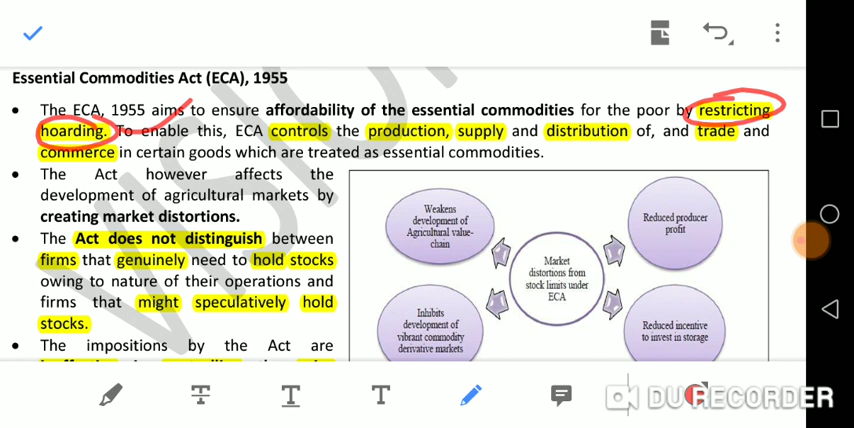 Essential Commodities Act (ECA), 1955
• The ECA, 1955 aims to ensure affordability of the essential commodities for the poor by restricting
hoarding. To enable this, ECA controls the production, supply and distribution of, and trade and
commerce in certain goods which are treated as essential commodities.
• The Act however affects the
development of agricultural markets by
creating market distortions.
• The Act does not distinguish between
firms that genuinely need to hold stocks
owing to nature of their operations and
firms that might speculatively hold
stocks.
• The impositions by the Act are
Weakens
development of
Agricultural value-
chain
Reduced producer
profit
Market
distortions from
stock limits under
ECA
Inhibits
development of
vibrant commodity
derivative markets
Reduced incentive
to invest in storage
VISION
T T T
DU RECORDER